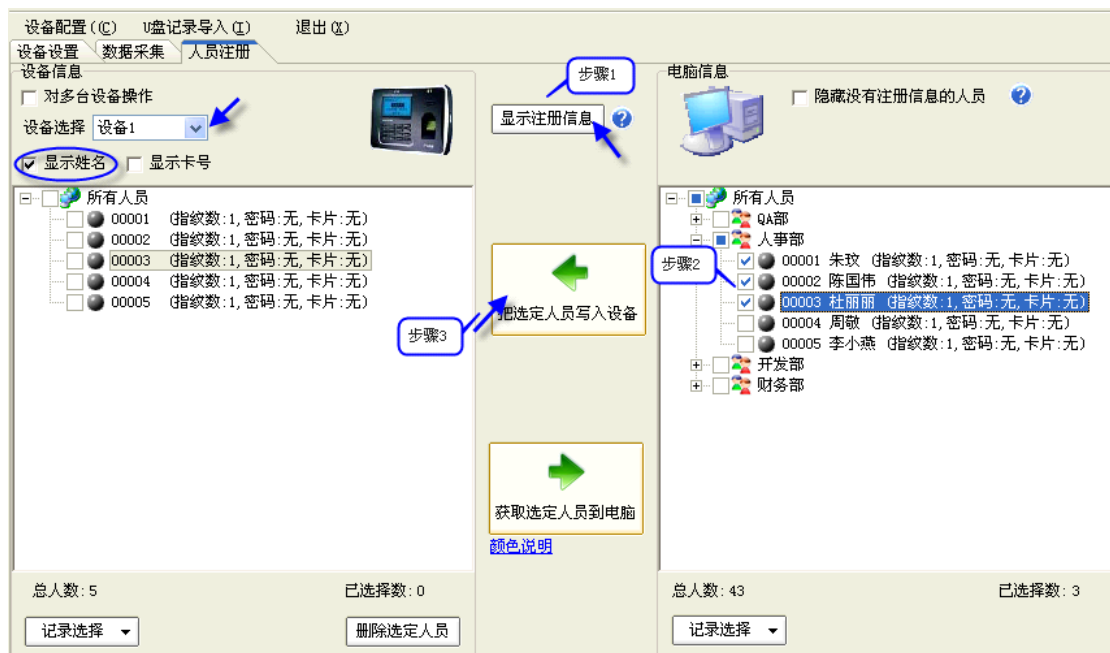 设备配置(C) U盘记录导入(I) 退出(X)
设备设置 数据采集 人员注册
设备信息
对多台设备操作
设备选择 设备1
显示姓名 显示卡号
所有人员
00001 (指纹数:1,密码:无,卡片:无)
00002 (指纹数:1,密码:无,卡片:无)
00003 (指纹数:1,密码:无,卡片:无)
00004 (指纹数:1,密码:无,卡片:无)
00005 (指纹数:1,密码:无,卡片:无)
总人数:5 已选择数:0
记录选择 删除选定人员
步骤1
显示注册信息
把选定人员写入设备
步骤3
获取选定人员到电脑
颜色说明
电脑信息
隐藏没有注册信息的人员
所有人员
QA部
人事部
步骤2
00001 朱玟 (指纹数:1,密码:无,卡片:无)
00002 陈国伟 (指纹数:1,密码:无,卡片:无)
00003 杜丽丽 (指纹数:1,密码:无,卡片:无)
00004 周敬 (指纹数:1,密码:无,卡片:无)
00005 李小燕 (指纹数:1,密码:无,卡片:无)
开发部
财务部
总人数:43 已选择数:3
记录选择